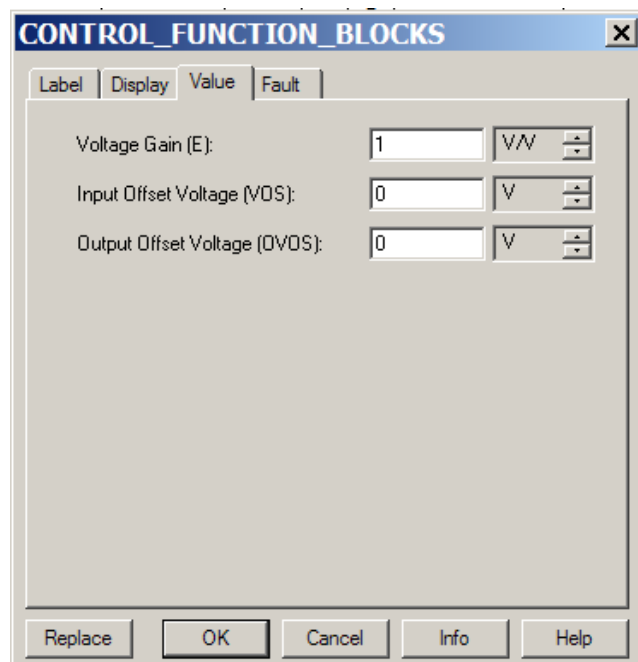 CONTROL_FUNCTION_BLOCKS
Label Display Value Fault
Voltage Gain (E): 1 V/V
Input Offset Voltage (VOS): 0 V
Output Offset Voltage (OVOS): 0 V
Replace OK Cancel Info Help